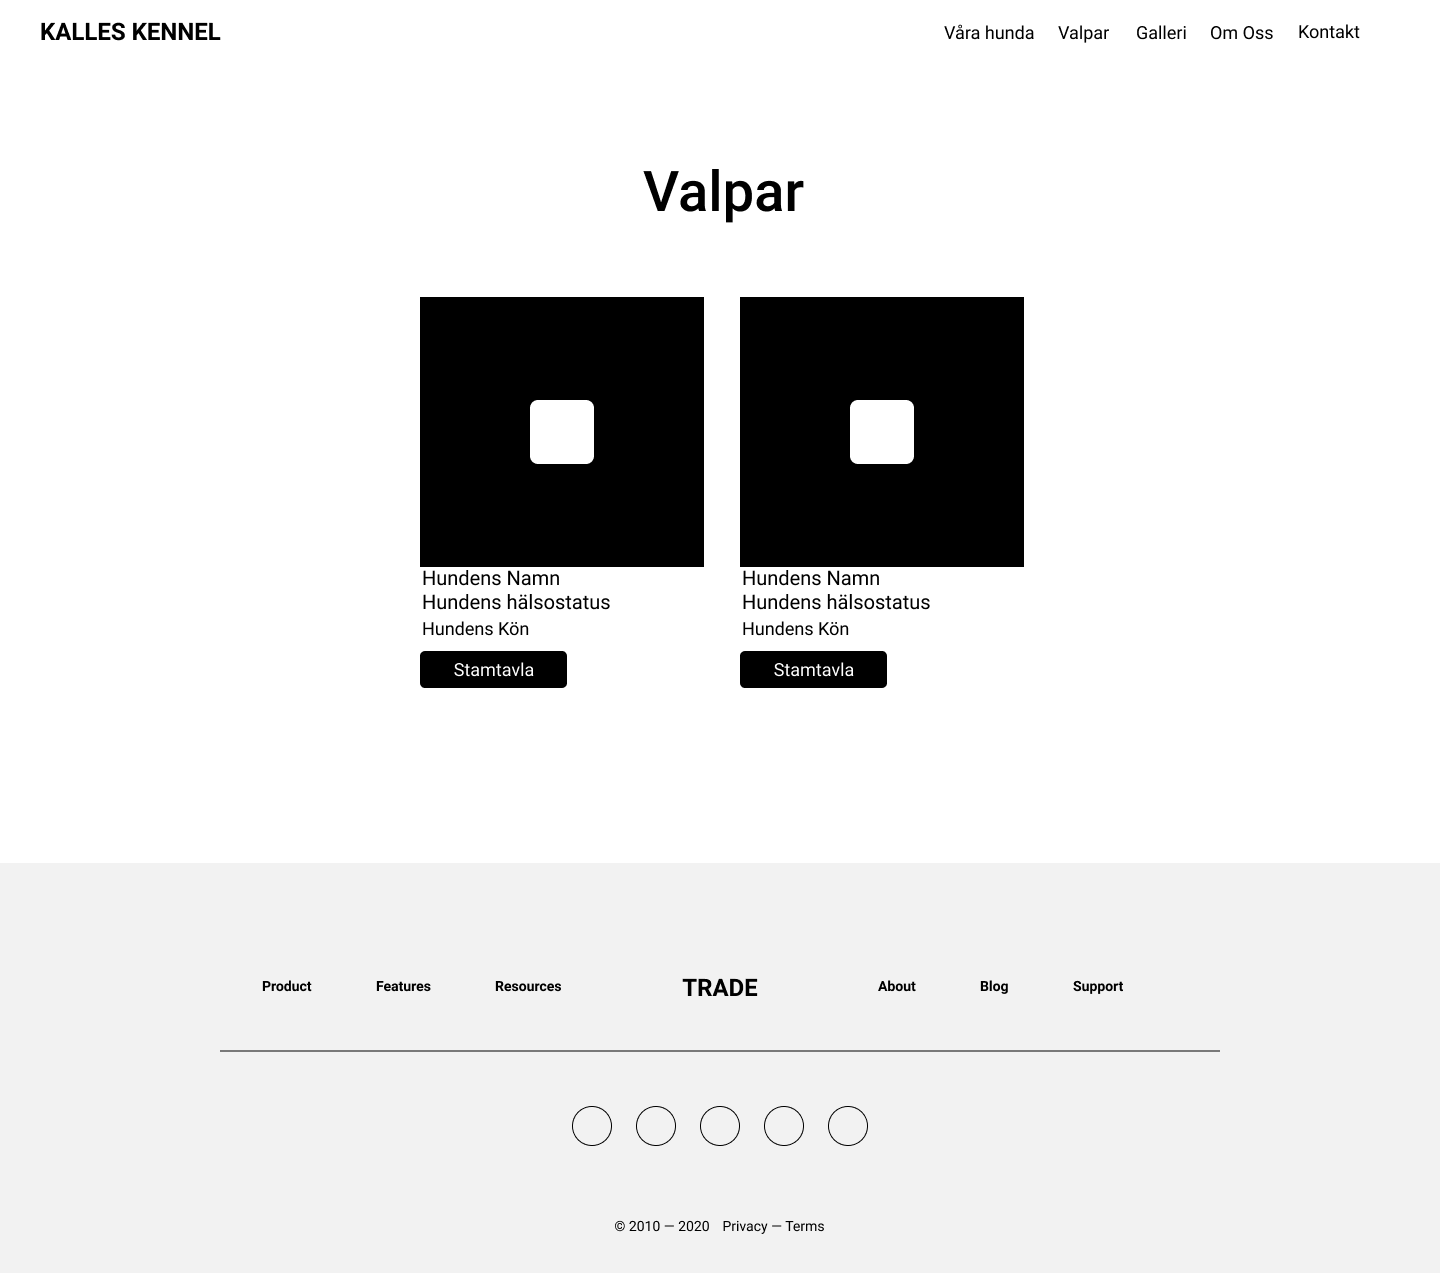 KALLES KENNEL
Våra hunda Valpar Galleri Om Oss Kontakt
Valpar
Hundens Namn
Hundens hälsostatus
Hundens Kön
Stamtavla
Hundens Namn
Hundens hälsostatus
Hundens Kön
Stamtavla
Product Features Resources TRADE About Blog Support
© 2010 — 2020 Privacy — Terms